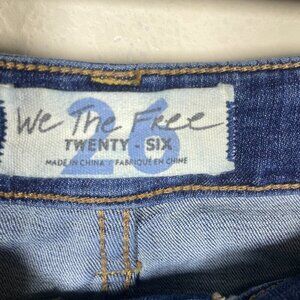 26
We The Free
TWENTY - SIX
MADE IN CHINA / FABRIQUÉ EN CHINE